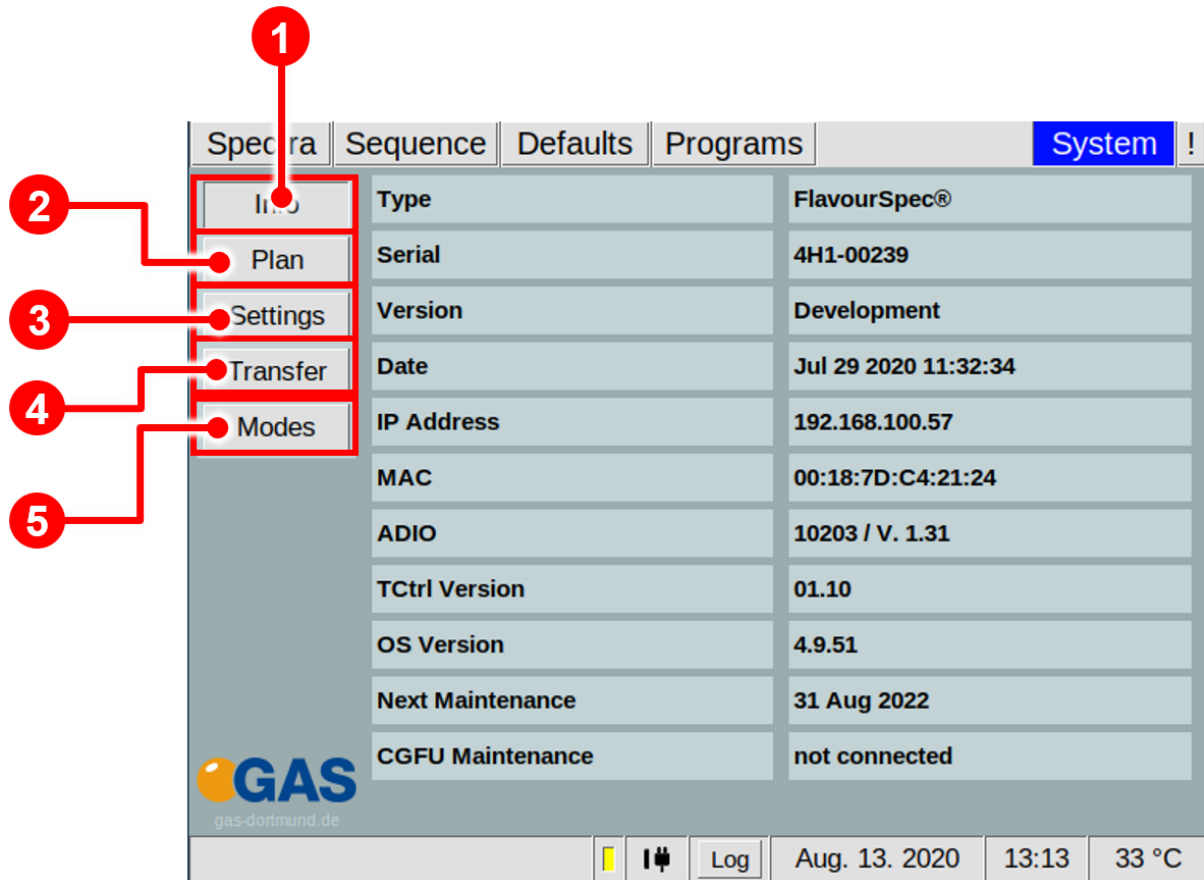 1
Spectra Sequence Defaults Programs System !
2
3
4
5
Info
Plan
Settings
Transfer
Modes
Type FlavourSpec®
Serial 4H1-00239
Version Development
Date Jul 29 2020 11:32:34
IP Address 192.168.100.57
MAC 00:18:7D:C4:21:24
ADIO 10203 / V. 1.31
TCtrl Version 01.10
OS Version 4.9.51
Next Maintenance 31 Aug 2022
CGFU Maintenance not connected
GAS
gas-dortmund.de
Log Aug. 13. 2020 13:13 33 °C